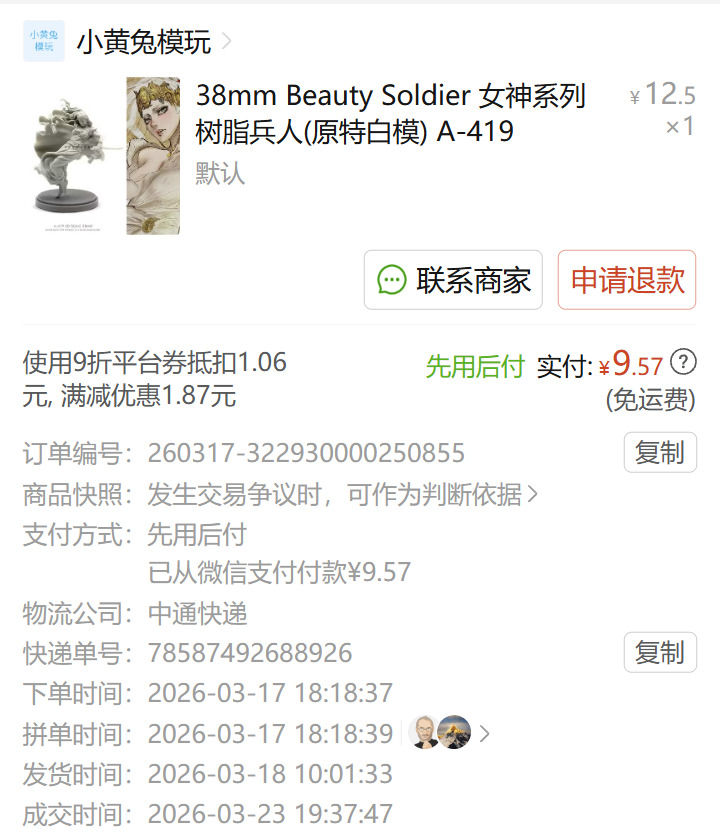 小黄兔
模玩
小黄兔模玩
38mm Beauty Soldier 女神系列
树脂兵人(原特白模) A-419
¥12.5
×1
默认
联系商家
申请退款
使用9折平台券抵扣1.06
元, 满减优惠1.87元
先用后付 实付: ¥9.57 ?
(免运费)
订单编号: 260317-322930000250855 复制
商品快照: 发生交易争议时，可作为判断依据
支付方式: 先用后付
已从微信支付付款¥9.57
物流公司: 中通快递
快递单号: 78587492688926 复制
下单时间: 2026-03-17 18:18:37
拼单时间: 2026-03-17 18:18:39
发货时间: 2026-03-18 10:01:33
成交时间: 2026-03-23 19:37:47